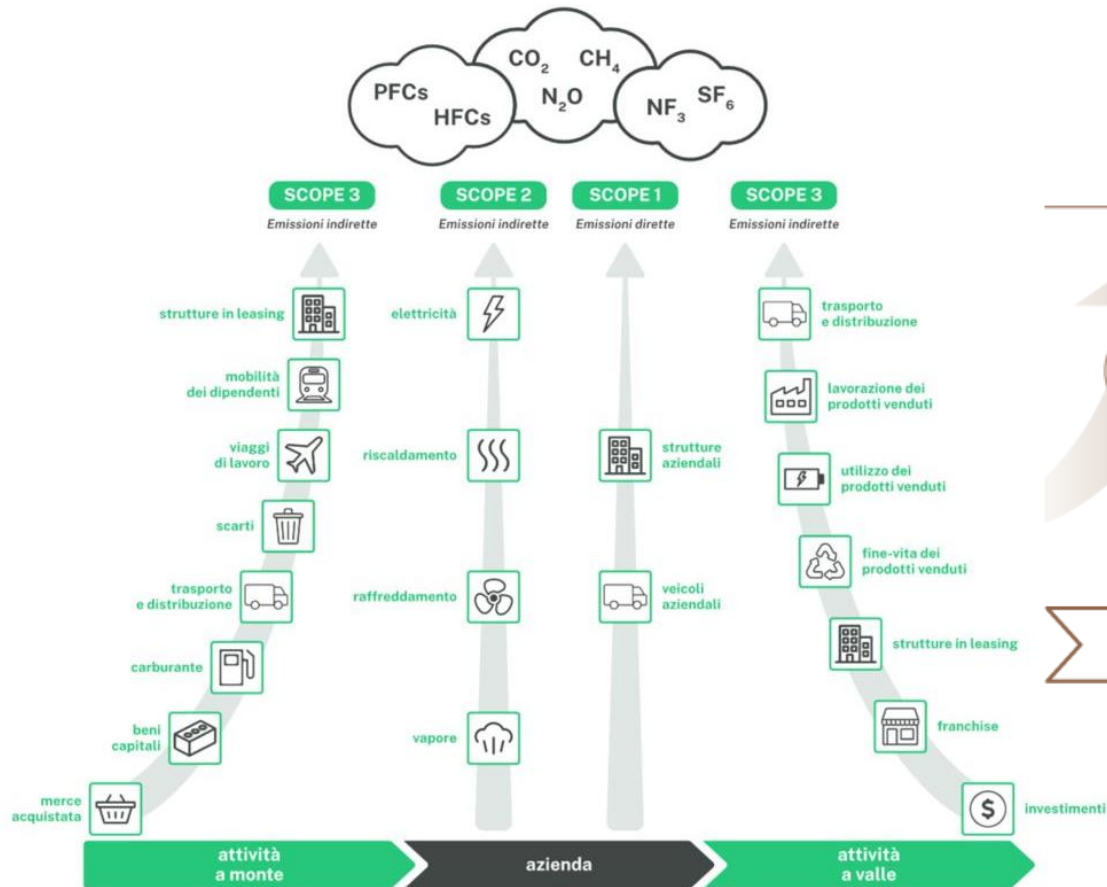 CO₂ CH₄
PFCs
N₂O
SF₆
NF₃
HFCs
SCOPE 3
Emissioni indirette
SCOPE 2
Emissioni indirette
SCOPE 1
Emissioni dirette
SCOPE 3
Emissioni indirette
strutture in leasing
mobilità
dei dipendenti
viaggi
di lavoro
scarti
trasporto
e distribuzione
carburante
beni
capitali
merce
acquistata
elettricità
riscaldamento
raffreddamento
vapore
strutture
aziendali
veicoli
aziendali
trasporto
e distribuzione
lavorazione dei
prodotti venduti
utilizzo dei
prodotti venduti
fine-vita dei
prodotti venduti
strutture in leasing
franchise
$
investimenti
attività
a monte
azienda
attività
a valle